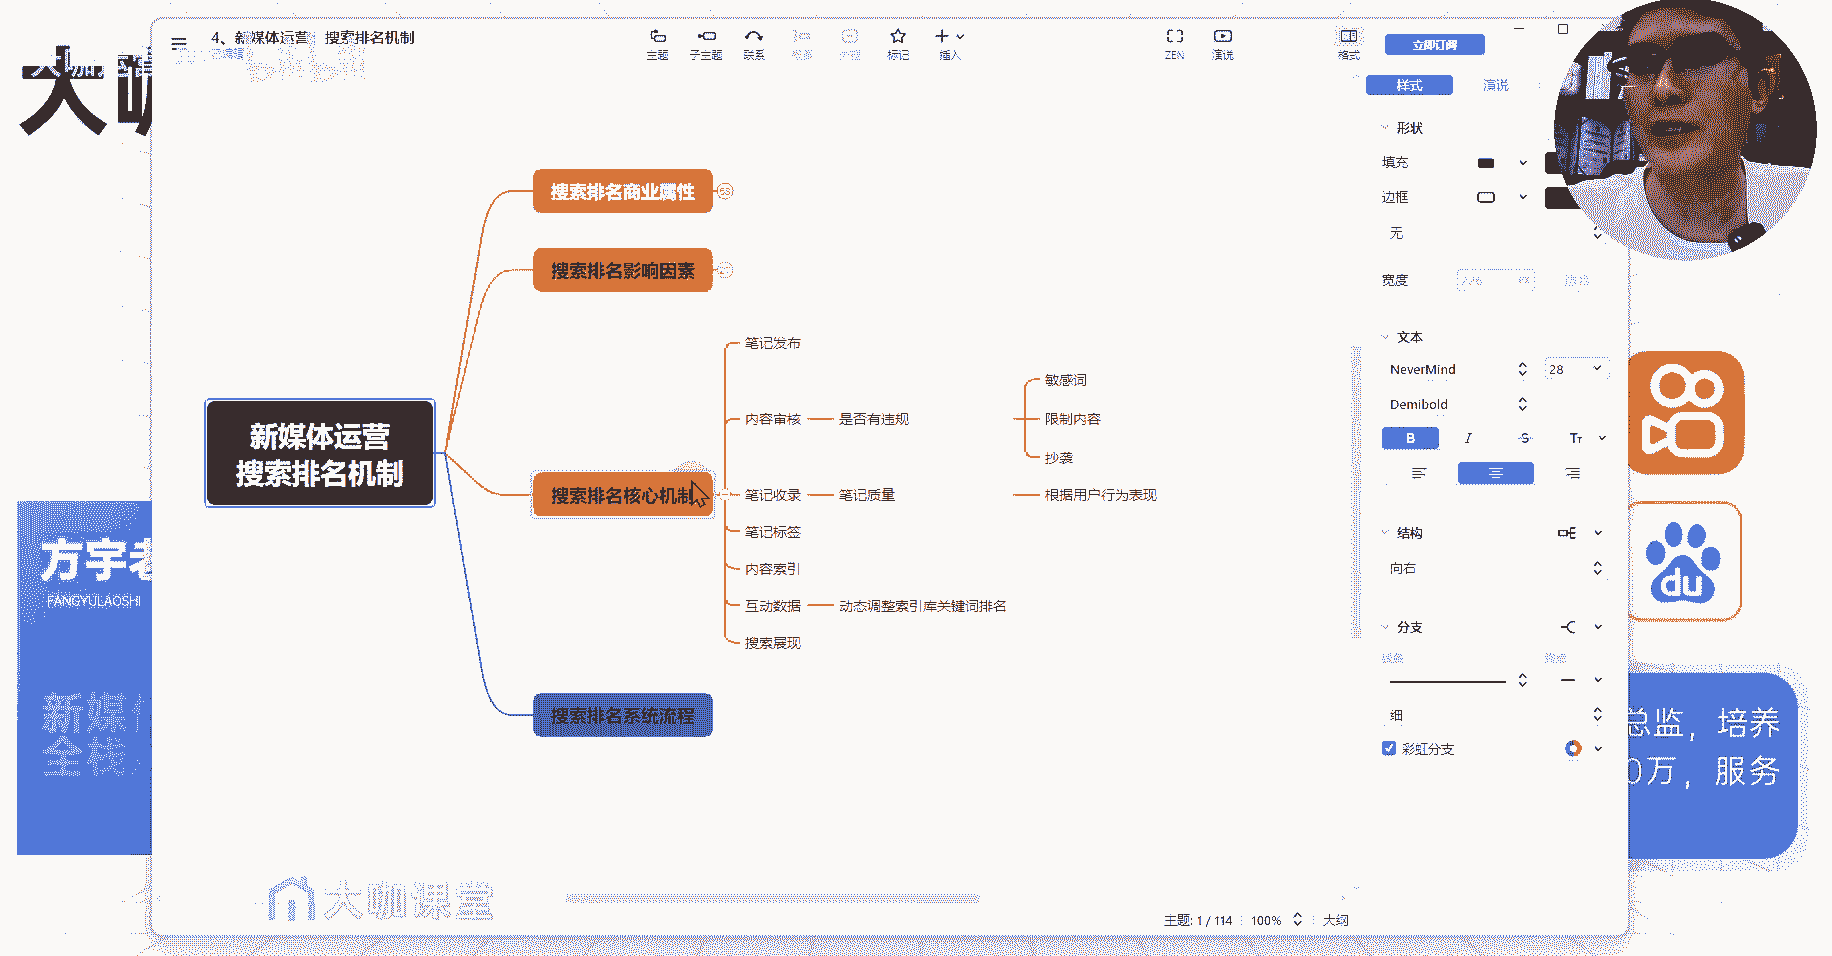 4、新媒体运营 搜索排名机制
已编辑
主题
子主题
联系
标记
插入
ZEN
演说
格式
立即订阅
样式
演说
大咖
形状
填充
边框
无
宽度
文本
NeverMind
28
Demibold
B
I
S
Tт
结构
向右
分支
细
彩虹分支
新媒体运营
搜索排名机制
搜索排名商业属性
搜索排名影响因素
搜索排名核心机制
搜索排名系统流程
笔记发布
内容审核
是否有违规
敏感词
限制内容
抄袭
笔记收录
笔记质量
根据用户行为表现
笔记标签
内容索引
互动数据
动态调整索引库关键词排名
搜索展现
方宇老
FANGYULAOSHI
新媒体
全栈
du
总监，培养
0万，服务
大咖课堂
主题: 1 / 114
100%
大纲